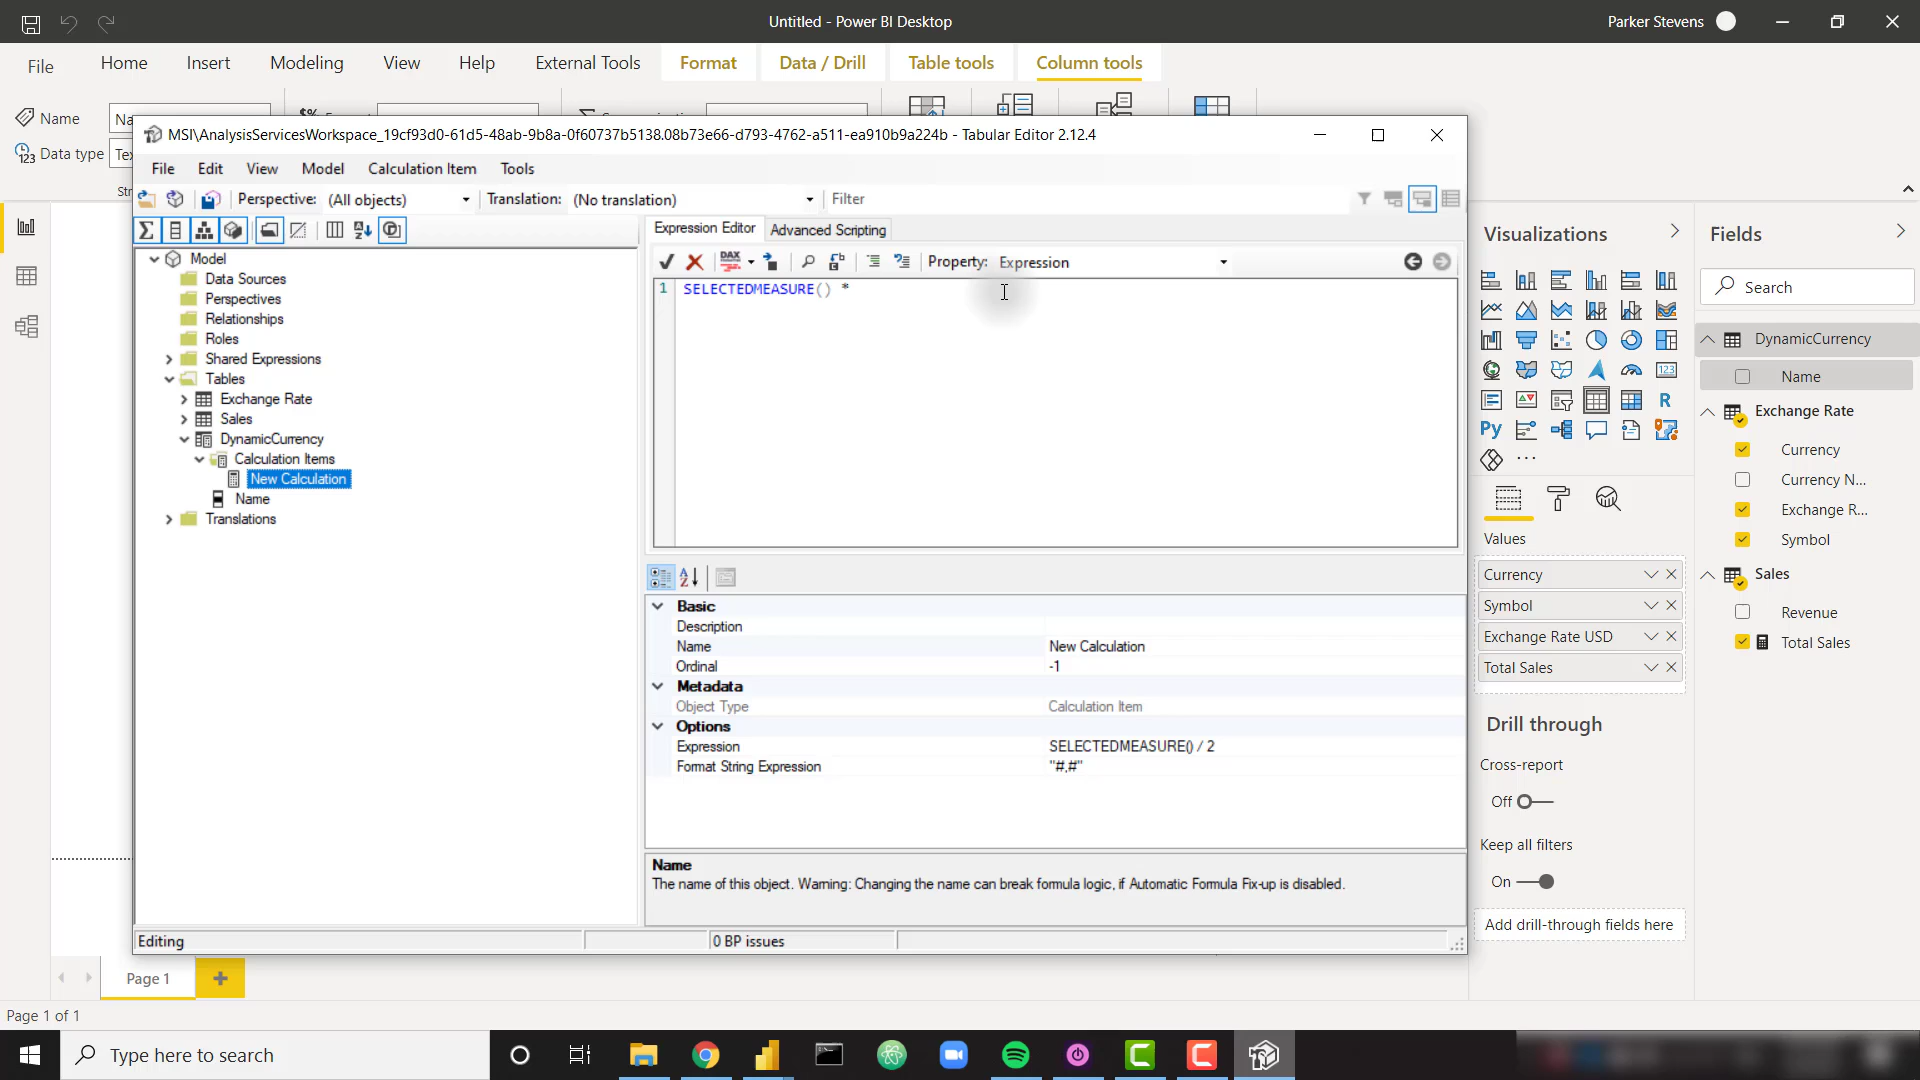 Untitled - Power BI Desktop
Parker Stevens
File
Home
Insert
Modeling
View
Help
External Tools
Format
Data / Drill
Table tools
Column tools
Name
Data type
MSI\AnalysisServicesWorkspace_19cf93d0-61d5-48ab-9b8a-0f60737b5138.08b73e66-d793-4762-a511-ea910b9a224b - Tabular Editor 2.12.4
File
Edit
View
Model
Calculation Item
Tools
Perspective:
(All objects)
Translation:
(No translation)
Filter
Model
Data Sources
Perspectives
Relationships
Roles
Shared Expressions
Tables
Exchange Rate
Sales
DynamicCurrency
Calculation Items
New Calculation
Name
Translations
Expression Editor
Advanced Scripting
DAX
Property:
Expression
1 SELECTEDMEASURE() *
Basic
Description
Name New Calculation
Ordinal -1
Metadata
Object Type Calculation Item
Options
Expression SELECTEDMEASURE() / 2
Format String Expression "#,#"
Name
The name of this object. Warning: Changing the name can break formula logic, if Automatic Formula Fix-up is disabled.
Editing
0 BP issues
Visualizations
123
R
Py
Values
Currency
Symbol
Exchange Rate USD
Total Sales
Drill through
Cross-report
Off
Keep all filters
On
Add drill-through fields here
Fields
Search
DynamicCurrency
Name
Exchange Rate
Currency
Currency N...
Exchange R...
Symbol
Sales
Revenue
Total Sales
Page 1
Page 1 of 1
Type here to search